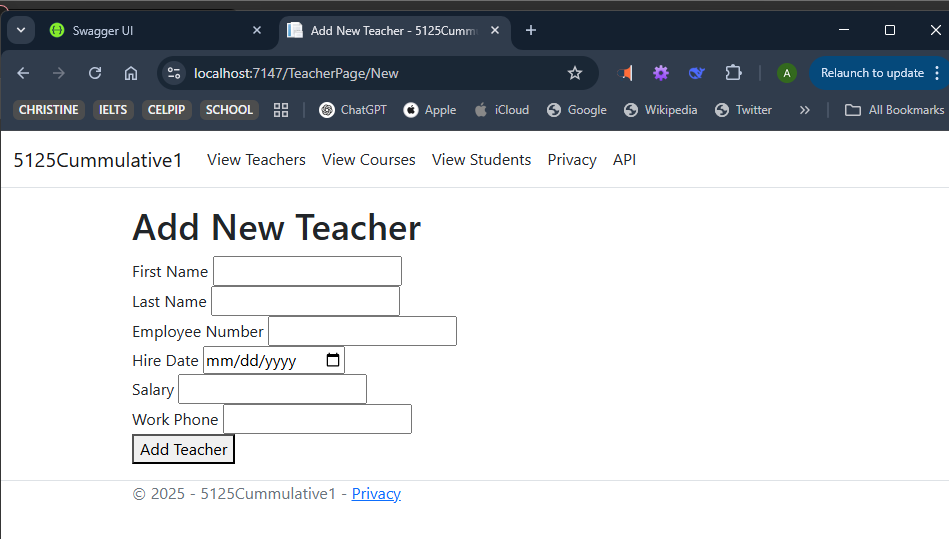 Swagger UI
Add New Teacher - 5125Cumm
localhost:7147/TeacherPage/New
A
Relaunch to update
CHRISTINE IELTS CELPIP SCHOOL ChatGPT Apple iCloud Google Wikipedia Twitter All Bookmarks
5125Cummulative1 View Teachers View Courses View Students Privacy API
Add New Teacher
First Name
Last Name
Employee Number
Hire Date mm/dd/yyyy
Salary
Work Phone
Add Teacher
© 2025 - 5125Cummulative1 - Privacy